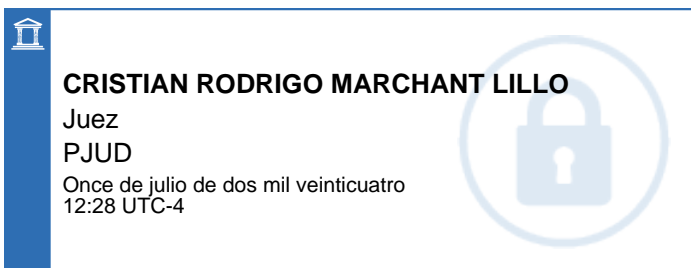 CRISTIAN RODRIGO MARCHANT LILLO
Juez
PJUD
Once de julio de dos mil veinticuatro
12:28 UTC-4